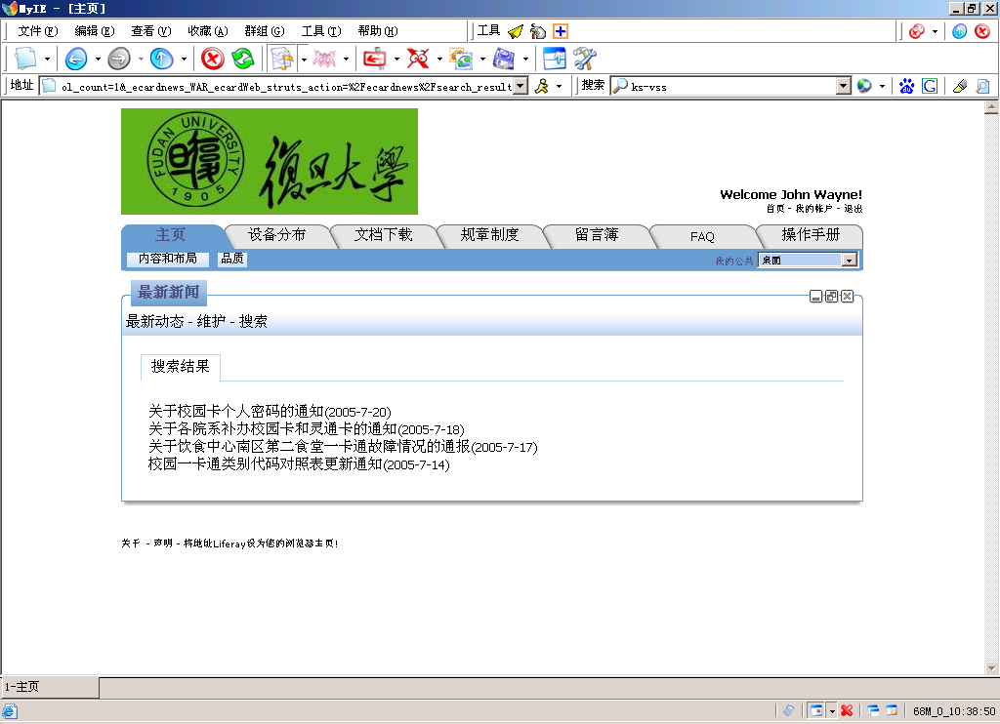 MyIE - [主页]
文件(F) 编辑(E) 查看(V) 收藏(A) 群组(G) 工具(T) 帮助(H) 工具
地址 ol_count=1&_ecardnews_WAR_ecardWeb_struts_action=%2Fecardnews%2Fsearch_result 搜索 ks-vss
FUDAN UNIVERSITY
1905
復旦大學
Welcome John Wayne!
首页 - 我的帐户 - 退出
主页 设备分布 文档下载 规章制度 留言簿 FAQ 操作手册
内容和布局 品质 我的公共 桌面
最新新闻
最新动态 - 维护 - 搜索
搜索结果
关于校园卡个人密码的通知(2005-7-20)
关于各院系补办校园卡和灵通卡的通知(2005-7-18)
关于饮食中心南区第二食堂一卡通故障情况的通报(2005-7-17)
校园一卡通类别代码对照表更新通知(2005-7-14)
关于 - 声明 - 将地址Liferay设为您的浏览器主页!
1-主页
68M_0_10:38:50